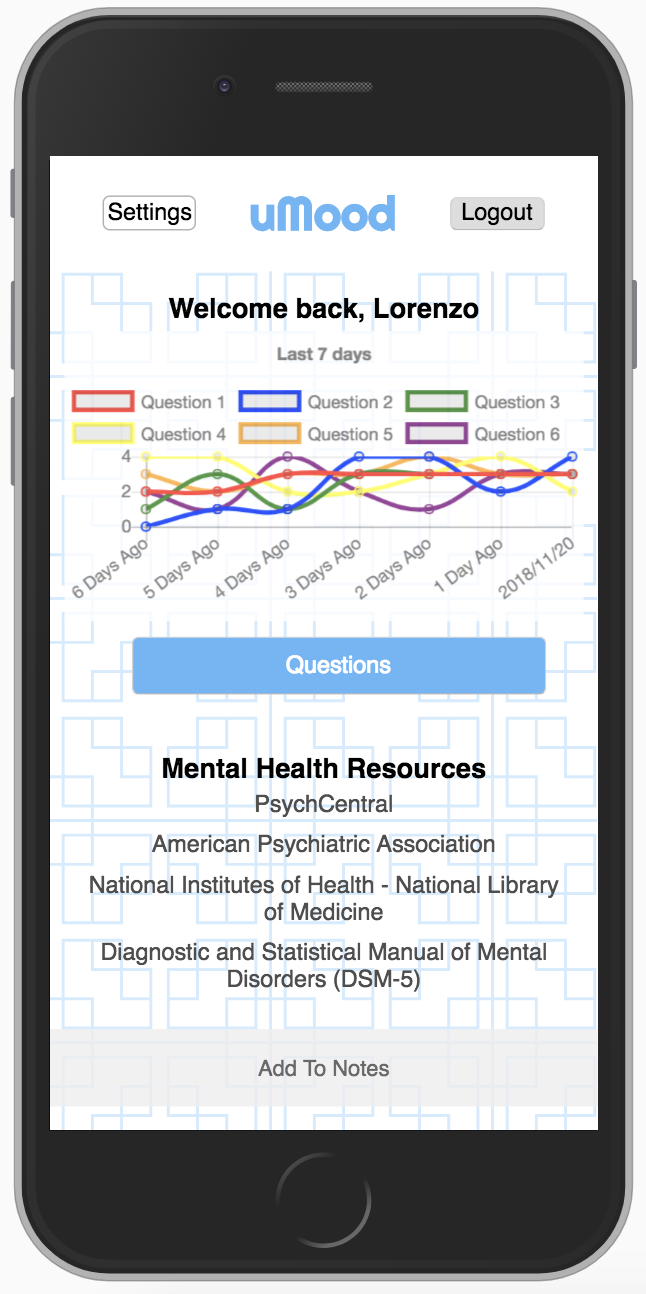 Settings uMood Logout
Welcome back, Lorenzo
Last 7 days
Question 1 Question 2 Question 3
Question 4 Question 5 Question 6
4
2
0
6 Days Ago 5 Days Ago 4 Days Ago 3 Days Ago 2 Days Ago 1 Day Ago 2018/11/20
Questions
Mental Health Resources
PsychCentral
American Psychiatric Association
National Institutes of Health - National Library
of Medicine
Diagnostic and Statistical Manual of Mental
Disorders (DSM-5)
Add To Notes